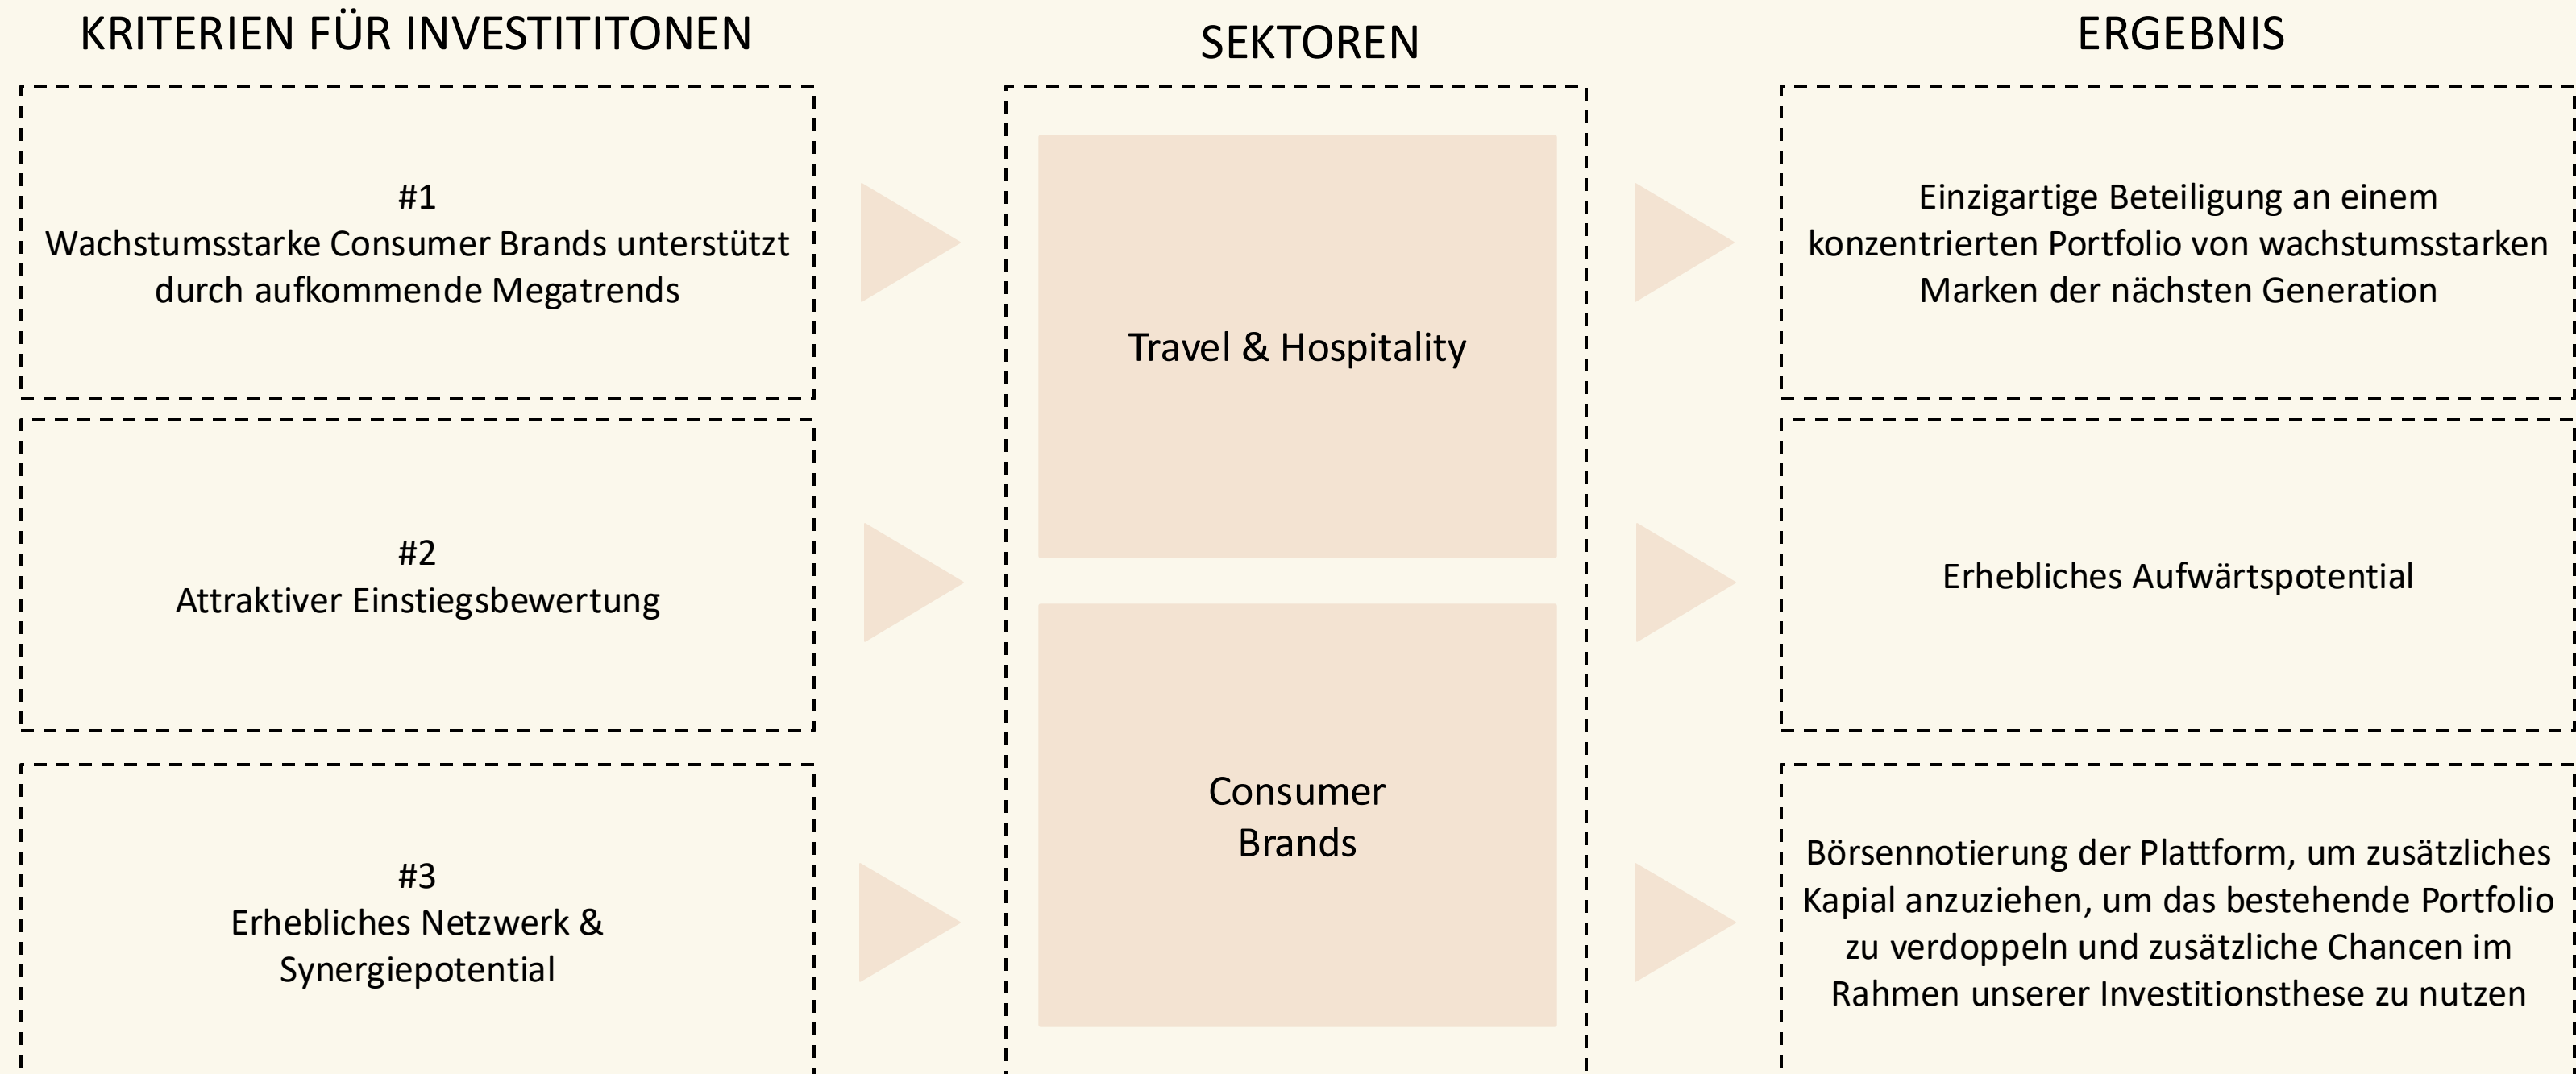 KRITERIEN FÜR INVESTITITONEN
#1
Wachstumsstarke Consumer Brands unterstützt
durch aufkommende Megatrends
#2
Attraktiver Einstiegsbewertung
#3
Erhebliches Netzwerk &
Synergiepotential
SEKTOREN
Travel & Hospitality
Consumer
Brands
ERGEBNIS
Einzigartige Beteiligung an einem
konzentrierten Portfolio von wachstumsstarken
Marken der nächsten Generation
Erhebliches Aufwärtspotential
Börsennotierung der Plattform, um zusätzliches
Kapial anzuziehen, um das bestehende Portfolio
zu verdoppeln und zusätzliche Chancen im
Rahmen unserer Investitionsthese zu nutzen